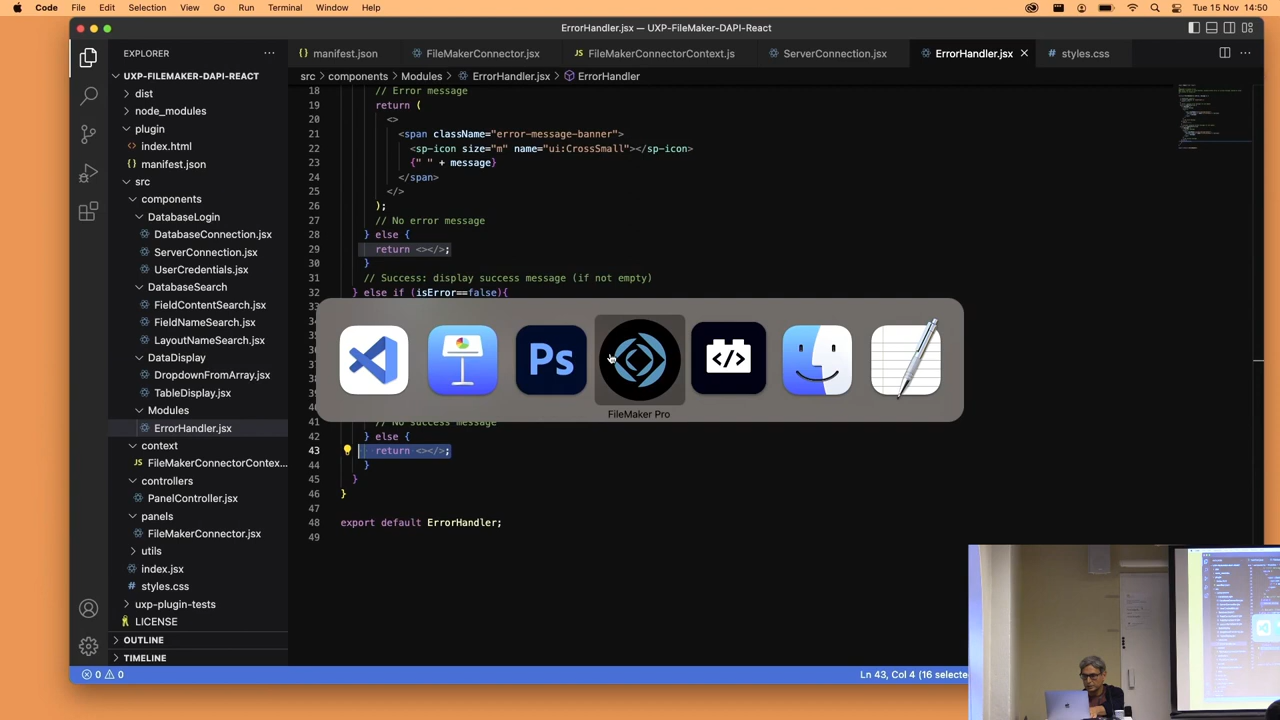 Code File Edit Selection View Go Run Terminal Window Help
Tue 15 Nov 14:50
ErrorHandler.jsx — UXP-FileMaker-DAPI-React
EXPLORER
manifest.json FileMakerConnector.jsx FileMakerConnectorContext.js ServerConnection.jsx ErrorHandler.jsx styles.css
src > components > Modules > ErrorHandler.jsx > ErrorHandler
UXP-FILEMAKER-DAPI-REACT
dist
node_modules
plugin
index.html
manifest.json
src
components
DatabaseLogin
DatabaseConnection.jsx
ServerConnection.jsx
UserCredentials.jsx
DatabaseSearch
FieldContentSearch.jsx
FieldNameSearch.jsx
LayoutNameSearch.jsx
DataDisplay
DropdownFromArray.jsx
TableDisplay.jsx
Modules
ErrorHandler.jsx
context
JS FileMakerConnectorContex...
controllers
PanelController.jsx
panels
FileMakerConnector.jsx
utils
index.jsx
styles.css
uxp-plugin-tests
LICENSE
OUTLINE
TIMELINE
18 // Error message
19 return (
20 <>
21 <span className="error-message-banner">
22 <sp-icon size="m" name="ui:CrossSmall"></sp-icon>
23 {" " + message}
24 </span>
25 </>
26 );
27 // No error message
28 } else {
29 return <></>;
30 }
31 // Success: display success message (if not empty)
32 } else if (isError==false){
Ps
</>
FileMaker Pro
// No success message
42 } else {
43 return <></>;
44 }
45 }
46 }
47
48 export default ErrorHandler;
49
0 0
Ln 43, Col 4 (16 selecte